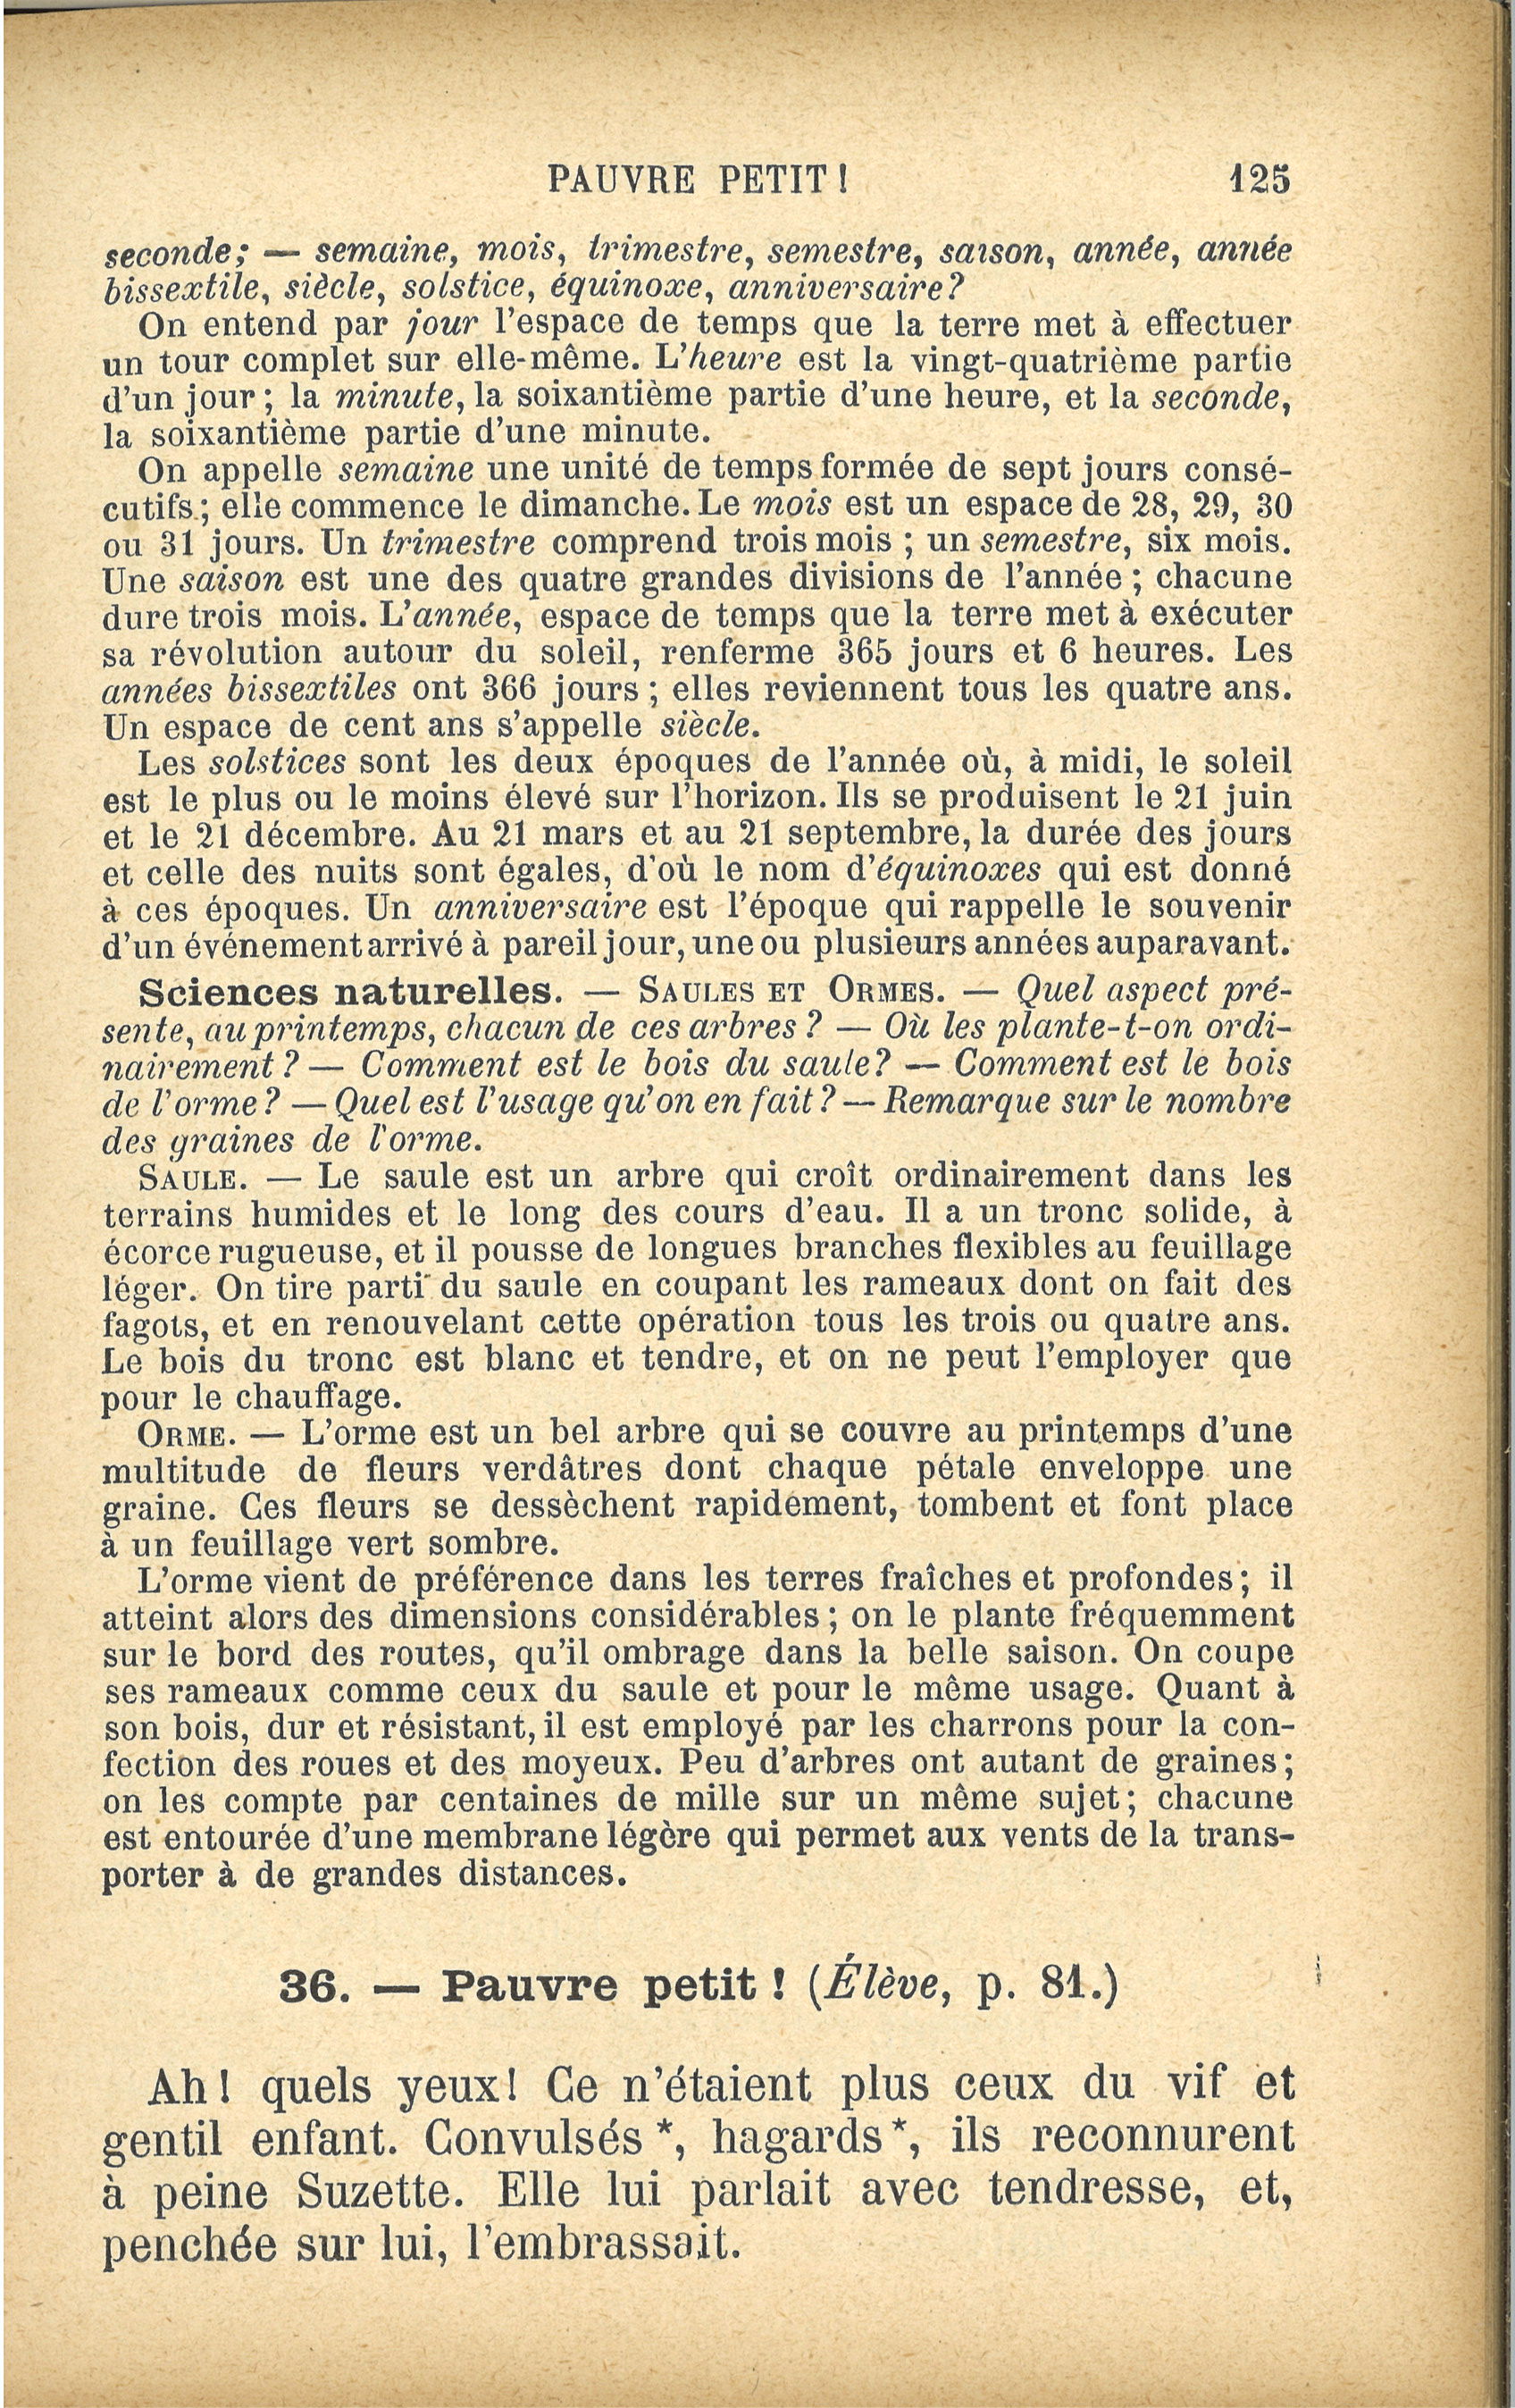 PAUVRE PETIT! 125
seconde; — semaine, mois, trimestre, semestre, saison, année, année
bissextile, siècle, solstice, équinoxe, anniversaire?
On entend par jour l'espace de temps que la terre met à effectuer
un tour complet sur elle-même. L'heure est la vingt-quatrième partie
d'un jour; la minute, la soixantième partie d'une heure, et la seconde,
la soixantième partie d'une minute.
On appelle semaine une unité de temps formée de sept jours consé-
cutifs; elle commence le dimanche. Le mois est un espace de 28, 29, 30
ou 31 jours. Un trimestre comprend trois mois; un semestre, six mois.
Une saison est une des quatre grandes divisions de l'année; chacune
dure trois mois. L'année, espace de temps que la terre met à exécuter
sa révolution autour du soleil, renferme 365 jours et 6 heures. Les
années bissextiles ont 366 jours; elles reviennent tous les quatre ans.
Un espace de cent ans s'appelle siècle.
Les solstices sont les deux époques de l'année où, à midi, le soleil
est le plus ou le moins élevé sur l'horizon. Ils se produisent le 21 juin
et le 21 décembre. Au 21 mars et au 21 septembre, la durée des jours
et celle des nuits sont égales, d'où le nom d'équinoxes qui est donné
à ces époques. Un anniversaire est l'époque qui rappelle le souvenir
d'un événement arrivé à pareil jour, une ou plusieurs années auparavant.
Sciences naturelles. — SAULES ET ORMES. — Quel aspect pré-
sente, au printemps, chacun de ces arbres? — Où les plante-t-on ordi-
nairement? — Comment est le bois du saule? — Comment est le bois
de l'orme? — Quel est l'usage qu'on en fait? — Remarque sur le nombre
des graines de l'orme.
SAULE. — Le saule est un arbre qui croît ordinairement dans les
terrains humides et le long des cours d'eau. Il a un tronc solide, à
écorce rugueuse, et il pousse de longues branches flexibles au feuillage
léger. On tire parti du saule en coupant les rameaux dont on fait des
fagots, et en renouvelant cette opération tous les trois ou quatre ans.
Le bois du tronc est blanc et tendre, et on ne peut l'employer que
pour le chauffage.
ORME. — L'orme est un bel arbre qui se couvre au printemps d'une
multitude de fleurs verdâtres dont chaque pétale enveloppe une
graine. Ces fleurs se dessèchent rapidement, tombent et font place
à un feuillage vert sombre.
L'orme vient de préférence dans les terres fraîches et profondes; il
atteint alors des dimensions considérables; on le plante fréquemment
sur le bord des routes, qu'il ombrage dans la belle saison. On coupe
ses rameaux comme ceux du saule et pour le même usage. Quant à
son bois, dur et résistant, il est employé par les charrons pour la con-
fection des roues et des moyeux. Peu d'arbres ont autant de graines;
on les compte par centaines de mille sur un même sujet; chacune
est entourée d'une membrane légère qui permet aux vents de la trans-
porter à de grandes distances.
36. — Pauvre petit! (Élève, p. 81.)
Ah! quels yeux! Ce n'étaient plus ceux du vif et
gentil enfant. Convulsés*, hagards*, ils reconnurent
à peine Suzette. Elle lui parlait avec tendresse, et,
penchée sur lui, l'embrassait.